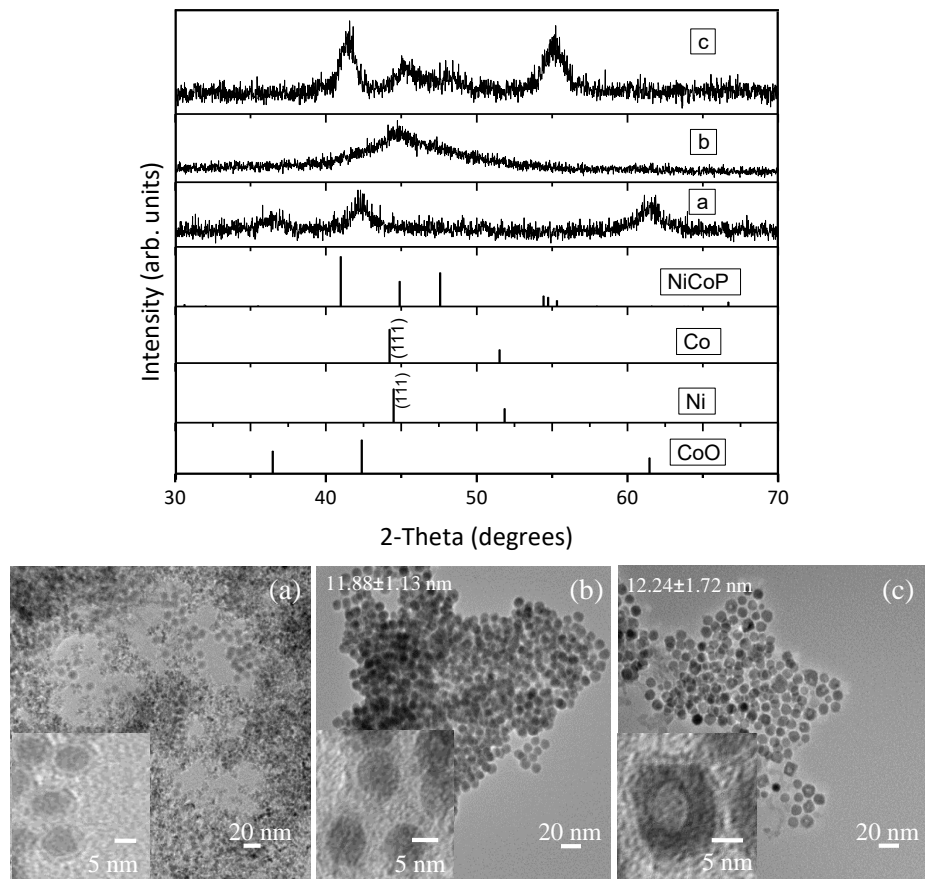 c
b
a
NiCoP
(111)
Co
(111)
Ni
CoO
Intensity (arb. units)
30 40 50 60 70
2-Theta (degrees)
(a)
20 nm
5 nm
11.88±1.13 nm
(b)
20 nm
5 nm
12.24±1.72 nm
(c)
20 nm
5 nm